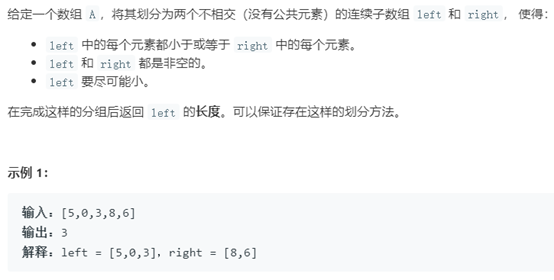 给定一个数组 A，将其划分为两个不相交（没有公共元素）的连续子数组 left 和 right， 使得：
left 中的每个元素都小于或等于 right 中的每个元素。
left 和 right 都是非空的。
left 要尽可能小。
在完成这样的分组后返回 left 的长度。可以保证存在这样的划分方法。
示例 1：
输入：[5,0,3,8,6]
输出：3
解释：left = [5,0,3]，right = [8,6]